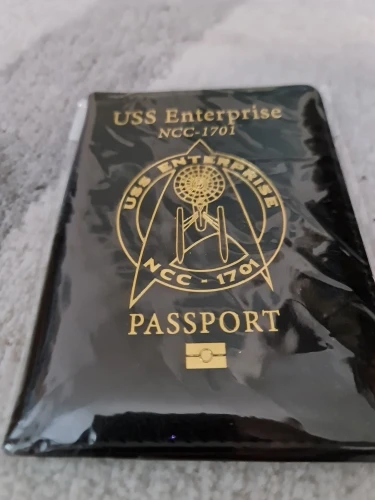 USS Enterprise
NCC-1701
USS ENTERPRISE
NCC - 1701
PASSPORT